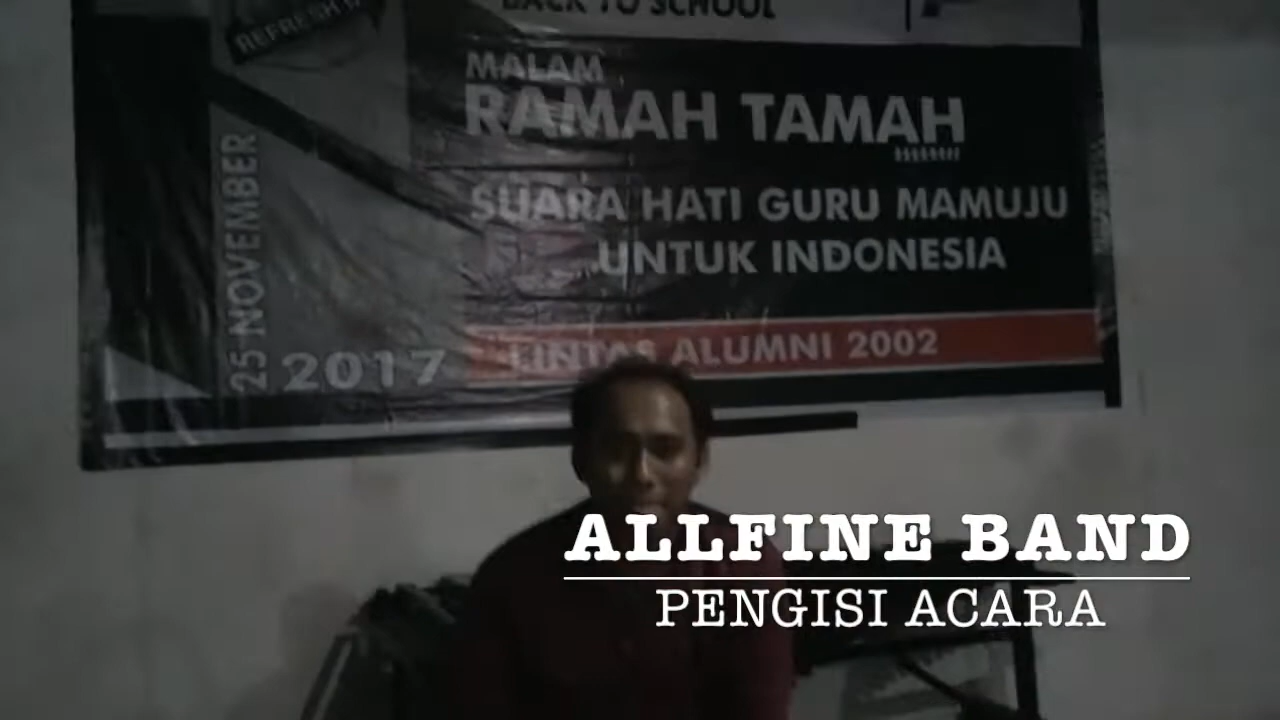 BACK TO SCHOOL
REFRESH
MALAM
RAMAH TAMAH
SUARA HATI GURU MAMUJU
...UNTUK INDONESIA
25 NOVEMBER
2017
LINTAS ALUMNI 2002
ALLFINE BAND
PENGISI ACARA